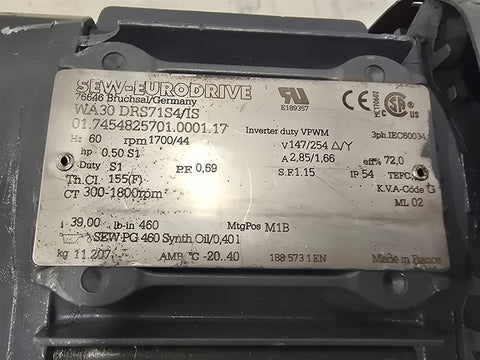 SEW-EURODRIVE
76646 Bruchsal/Germany
WA30 DRS71S4/IS
01.7454825701.0001.17
E189357
CE MLTN0602 CSA US
Hz 60 rpm 1700/44
Inverter duty VPWM
3ph.IEC60034
hp 0.50 S1
V 147/254 Δ/Y
Duty S1
P.F. 0,69
A 2,85/1,66
eff% 72,0
Th.Cl. 155(F)
S.F. 1.15
IP 54
TEFC
CT 300-1800rpm
K.V.A-Code G
ML 02
i 39,00 lb-in 460
MtgPos M1B
SEW PG 460 Synth.Oil/0,40l
kg 11.207
AMB °C -20..40
188 573 1 EN
Made in France